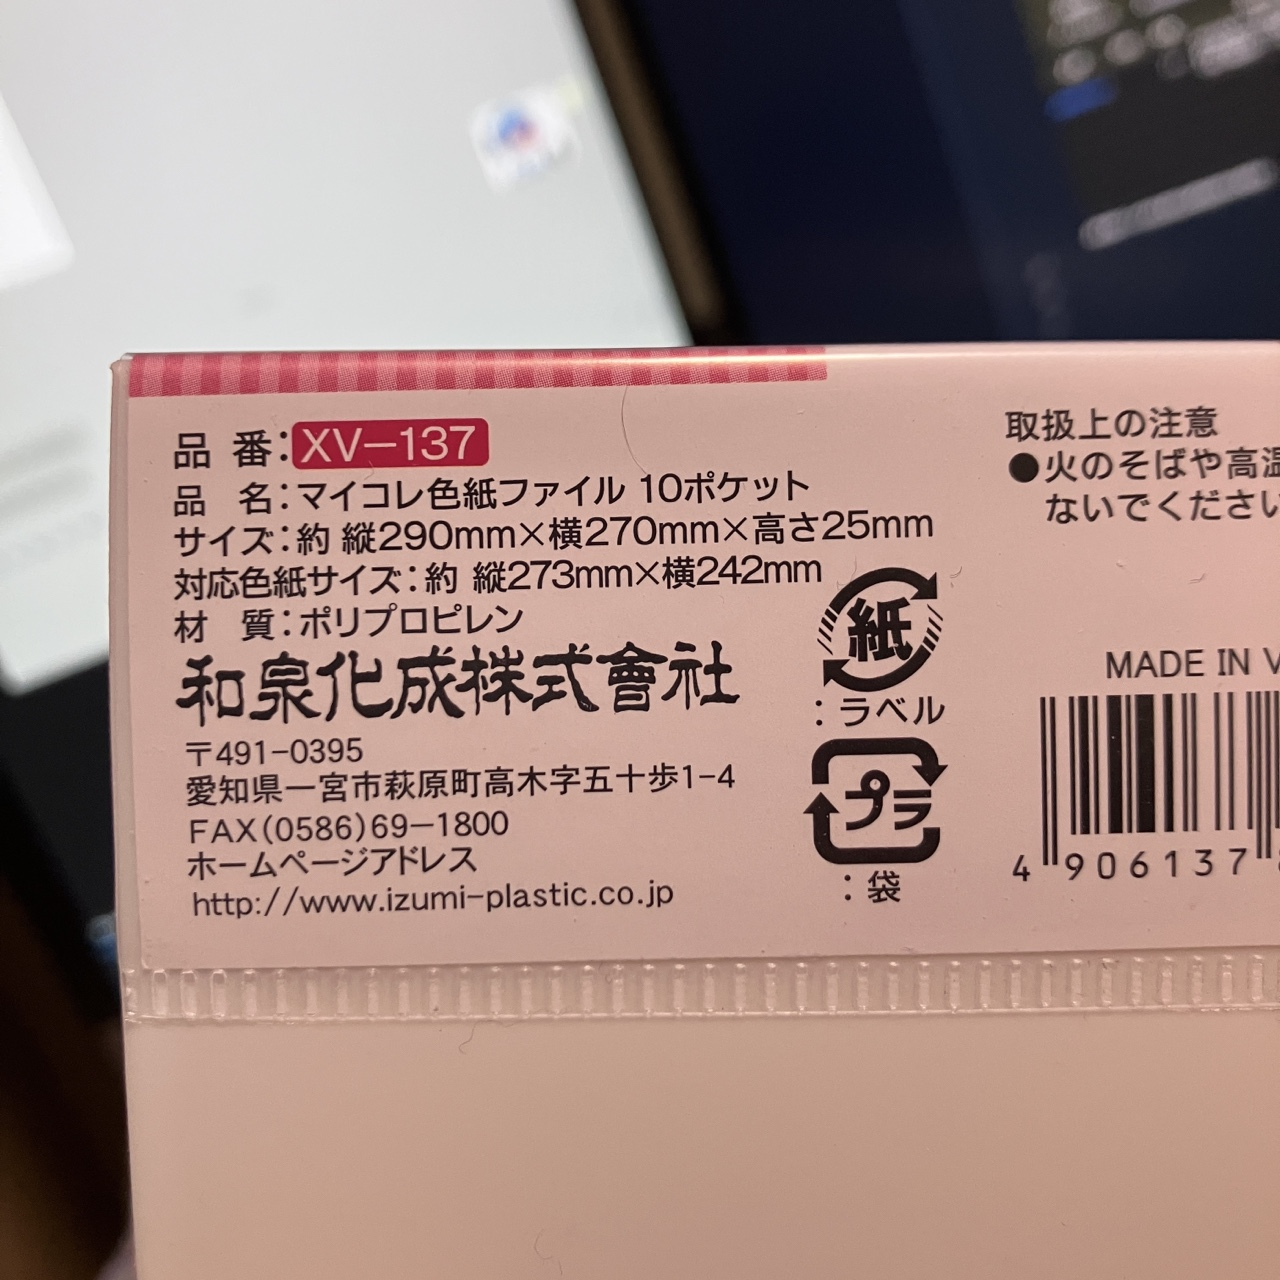 品 番：XV-137
品 名：マイコレ色紙ファイル 10ポケット
サイズ：約 縦290mm×横270mm×高さ25mm
対応色紙サイズ：約 縦273mm×横242mm
材 質：ポリプロピレン
和泉化成株式會社
〒491-0395
愛知県一宮市萩原町高木字五十歩1-4
FAX(0586)69-1800
ホームページアドレス
http://www.izumi-plastic.co.jp
紙
：ラベル
プラ
：袋
取扱上の注意
●火のそばや高温
ないでください
MADE IN V
4 906137